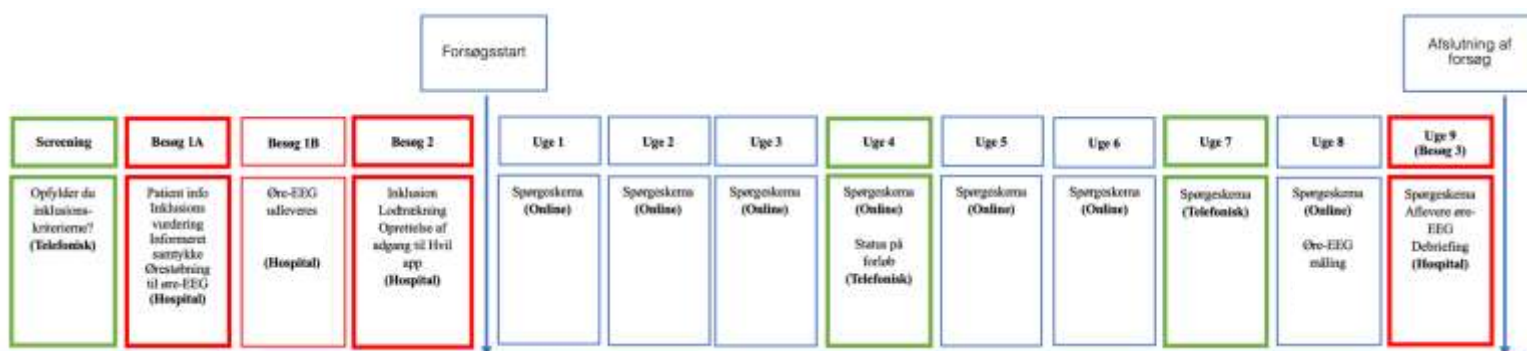 Forsøgsstart
Afslutning af
forsøg
Screening
Opfylder du
inklusions-
kriterierne?
(Telefonisk)
Besøg 1A
Patient info
Inklusions
vurdering
Informeret
samtykke
Ørestøbning
til øre-EEG
(Hospital)
Besøg 1B
Øre-EEG
udleveres
(Hospital)
Besøg 2
Inklusion
Lodtrækning
Oprettelse af
adgang til Hvil
app
(Hospital)
Uge 1
Spørgeskema
(Online)
Uge 2
Spørgeskema
(Online)
Uge 3
Spørgeskema
(Online)
Uge 4
Spørgeskema
(Online)
Status på
forløb
(Telefonisk)
Uge 5
Spørgeskema
(Online)
Uge 6
Spørgeskema
(Online)
Uge 7
Spørgeskema
(Telefonisk)
Uge 8
Spørgeskema
(Online)
Øre-EEG
måling
Uge 9
(Besøg 3)
Spørgeskema
Aflevere øre-
EEG
Debriefing
(Hospital)